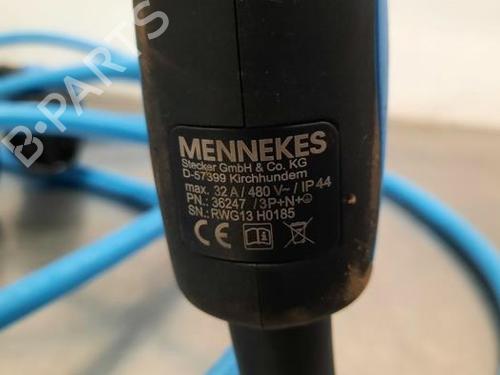 MENNEKES
Stecker GmbH & Co. KG
D-57399 Kirchhundem
max. 32 A / 480 V~ / IP 44
PN.: 36247 / 3P+N+⏚
SN.: RWG13 H0185
CE
B-PARTS